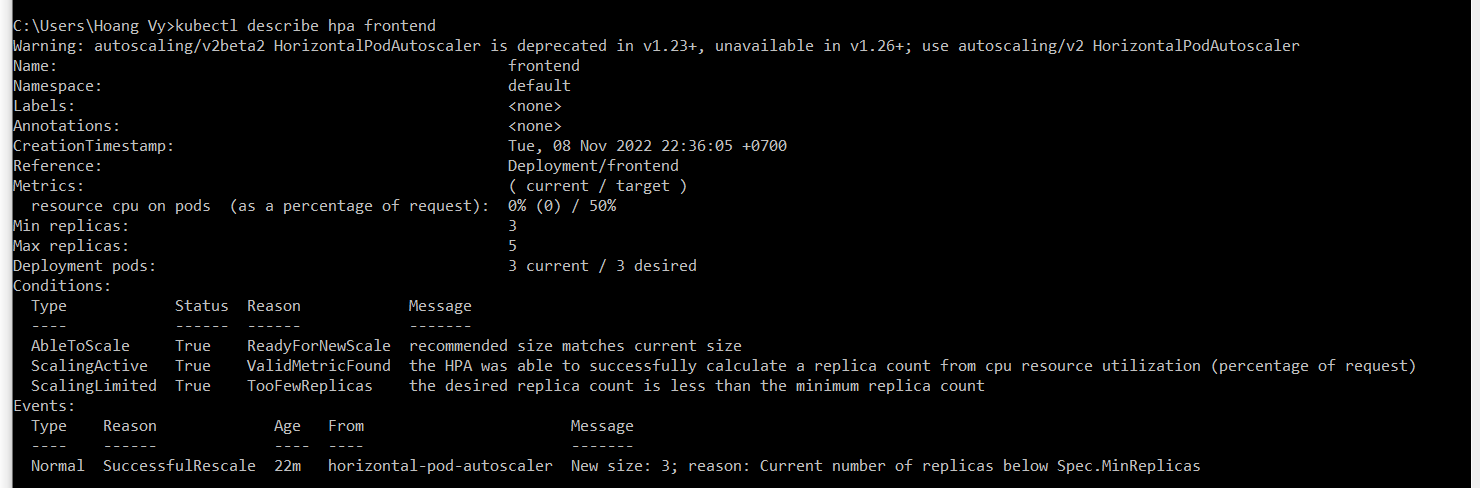 C:\Users\Hoang Vy>kubectl describe hpa frontend
Warning: autoscaling/v2beta2 HorizontalPodAutoscaler is deprecated in v1.23+, unavailable in v1.26+; use autoscaling/v2 HorizontalPodAutoscaler
Name: frontend
Namespace: default
Labels: <none>
Annotations: <none>
CreationTimestamp: Tue, 08 Nov 2022 22:36:05 +0700
Reference: Deployment/frontend
Metrics: ( current / target )
resource cpu on pods (as a percentage of request): 0% (0) / 50%
Min replicas: 3
Max replicas: 5
Deployment pods: 3 current / 3 desired
Conditions:
Type Status Reason Message
---- ------ ------ -------
AbleToScale True ReadyForNewScale recommended size matches current size
ScalingActive True ValidMetricFound the HPA was able to successfully calculate a replica count from cpu resource utilization (percentage of request)
ScalingLimited True TooFewReplicas the desired replica count is less than the minimum replica count
Events:
Type Reason Age From Message
---- ------ ---- ---- -------
Normal SuccessfulRescale 22m horizontal-pod-autoscaler New size: 3; reason: Current number of replicas below Spec.MinReplicas